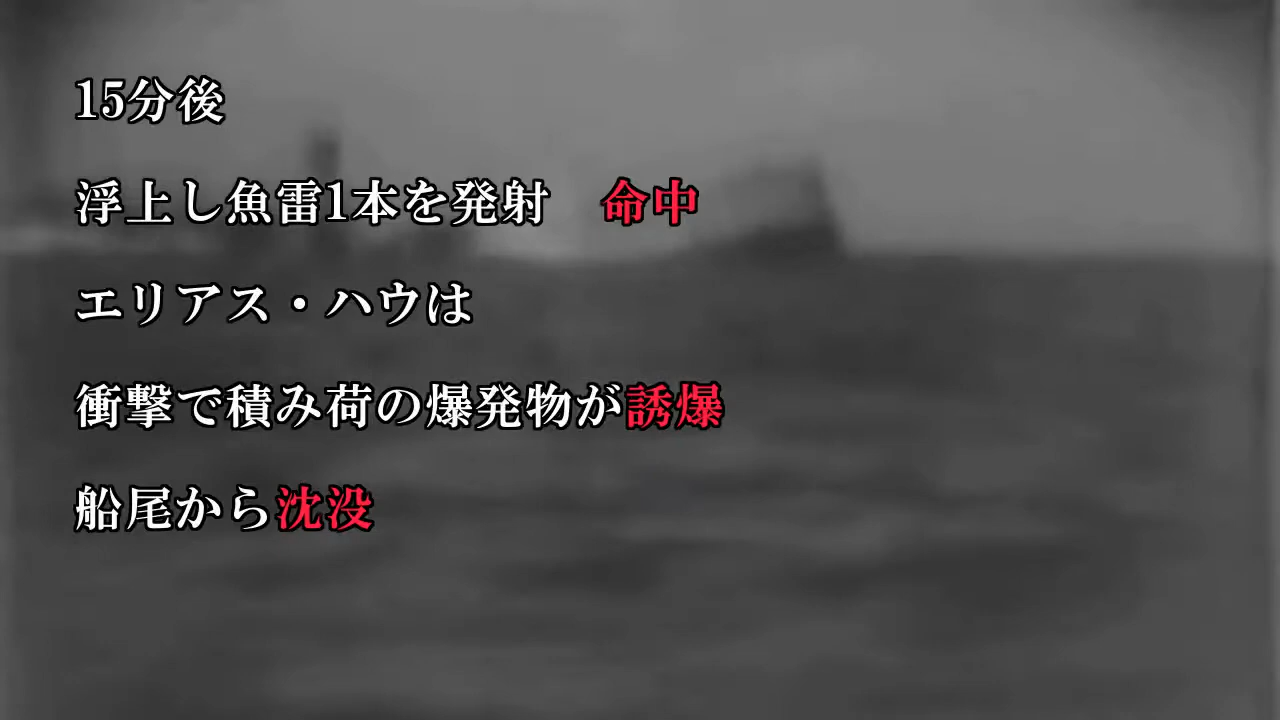 15分後
浮上し魚雷1本を発射　命中
エリアス・ハウは
衝撃で積み荷の爆発物が誘爆
船尾から沈没